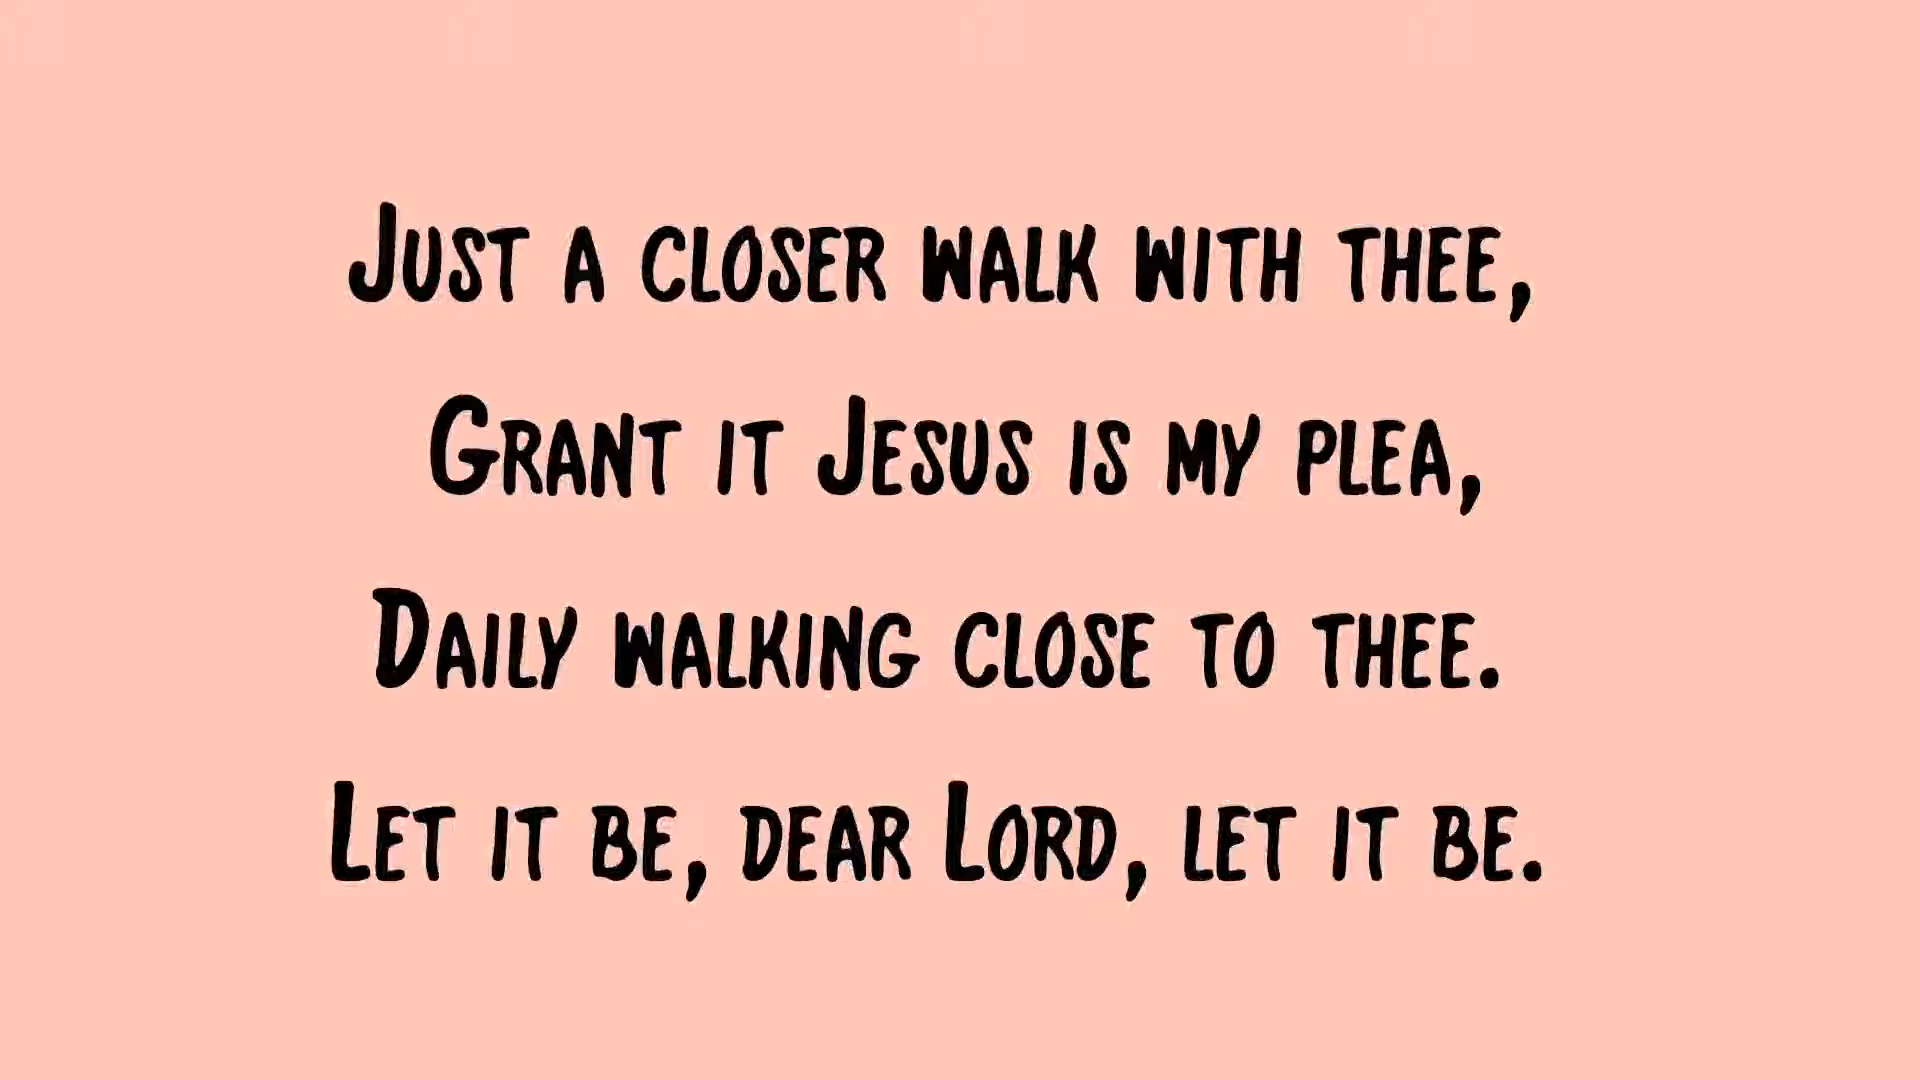 Just a closer walk with thee,
Grant it Jesus is my plea,
Daily walking close to thee.
Let it be, dear Lord, let it be.